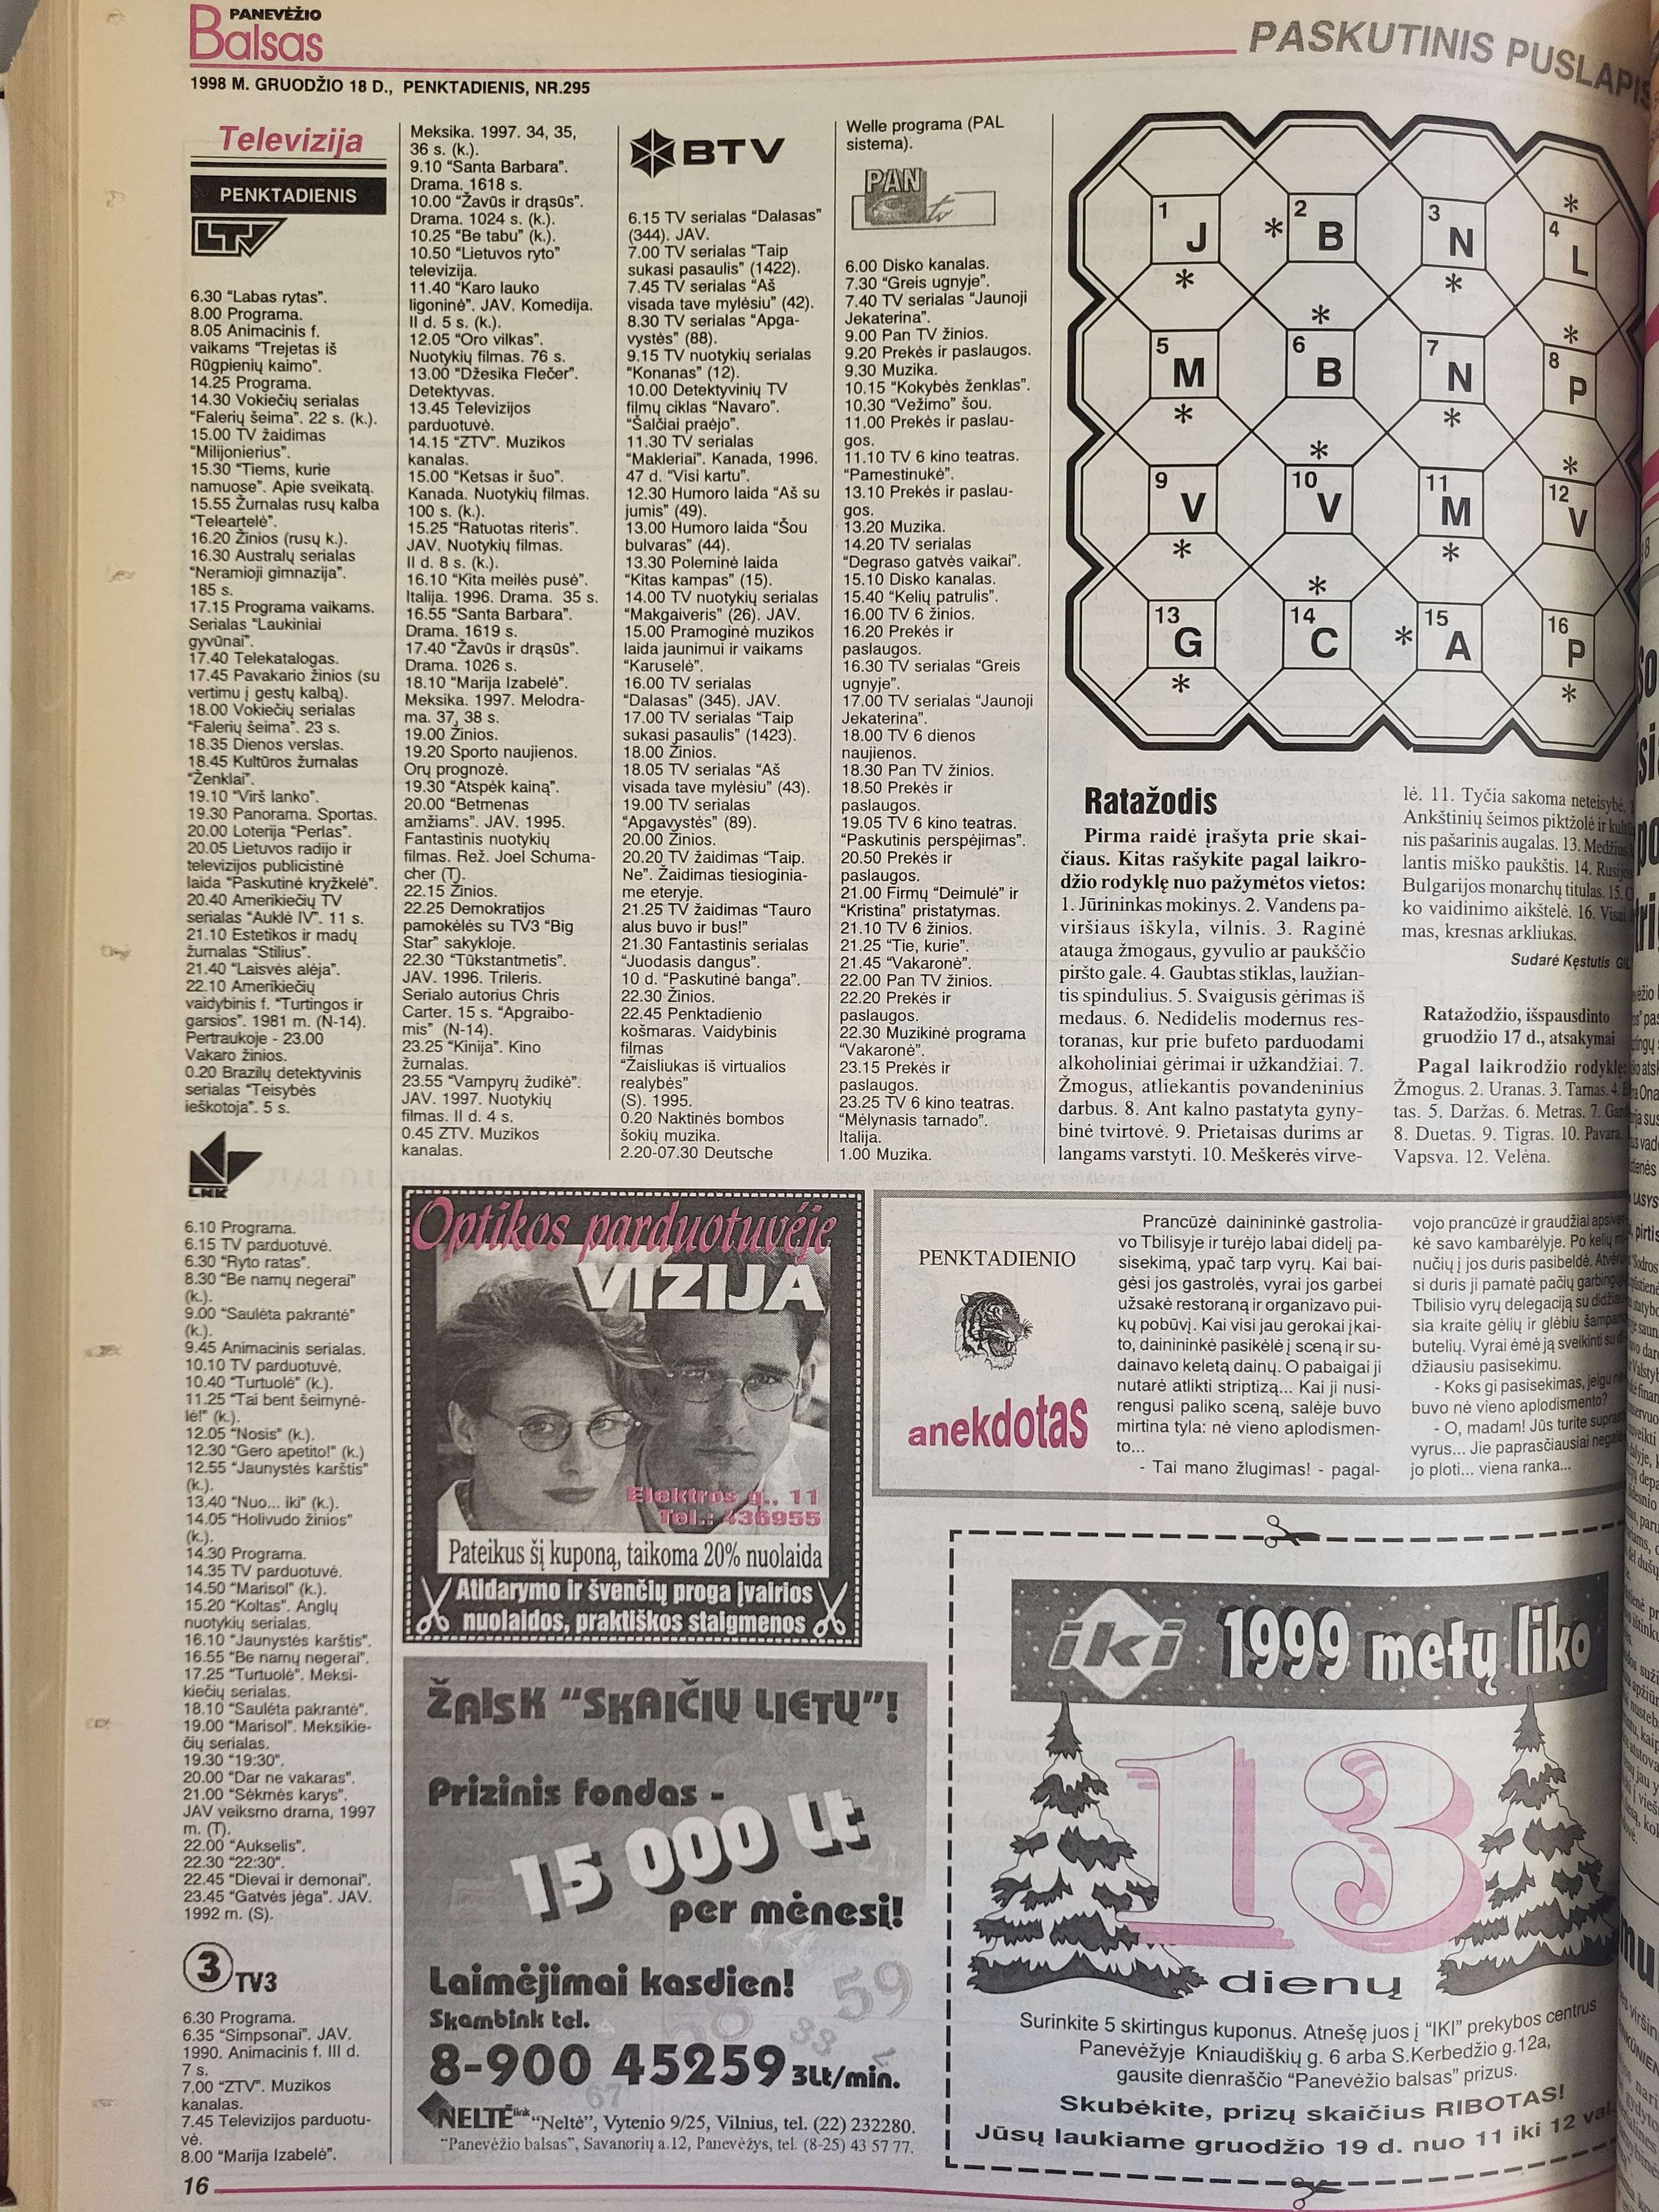 PANEVĖŽIO
Balsas
PASKUTINIS PUSLAPIS
1998 M. GRUODŽIO 18 D., PENKTADIENIS, NR.295
Televizija
PENKTADIENIS
LTV
6.30 “Labas rytas”.
8.00 Programa.
8.05 Animacinis f.
vaikams “Trejetas iš
Rūgpienių kaimo”.
14.25 Programa.
14.30 Vokiečių serialas
“Falerių šeima”. 22 s. (k.).
15.00 TV žaidimas
“Milijonierius”.
15.30 “Tiems, kurie
namuose”. Apie sveikatą.
15.55 Žurnalas rusų kalba
“Teleartelė”.
16.20 Žinios (rusų k.).
16.30 Australų serialas
“Neramioji gimnazija”.
185 s.
17.15 Programa vaikams.
Serialas “Laukiniai
gyvūnai”.
17.40 Telekatalogas.
17.45 Pavakario žinios (su
vertimu į gestų kalbą).
18.00 Vokiečių serialas
“Falerių šeima”. 23 s.
18.35 Dienos verslas.
18.45 Kultūros žurnalas
“Ženklai”.
19.10 “Virš lanko”.
19.30 Panorama. Sportas.
20.00 Loterija “Perlas”.
20.05 Lietuvos radijo ir
televizijos publicistinė
laida “Paskutinė kryžkelė”.
20.40 Amerikiečių TV
serialas “Auklė IV”. 11 s.
21.10 Estetikos ir madų
žurnalas “Stilius”.
21.40 “Laisvės alėja”.
22.10 Amerikiečių
vaidybinis f. “Turtingos ir
garsios”. 1981 m. (N-14).
Pertraukoje - 23.00
Vakaro žinios.
0.20 Brazilų detektyvinis
serialas “Teisybės
ieškotoja”. 5 s.
LNK
6.10 Programa.
6.15 TV parduotuvė.
6.30 “Ryto ratas”.
8.30 “Be namų negerai”
(k.).
9.00 “Saulėta pakrantė”
(k.).
9.45 Animacinis serialas.
10.10 TV parduotuvė.
10.40 “Turtuolė” (k.).
11.25 “Tai bent šeimynė-
lė!” (k.).
12.05 “Nosis” (k.).
12.30 “Gero apetito!” (k.)
12.55 “Jaunystės karštis”
(k.).
13.40 “Nuo... iki” (k.).
14.05 “Holivudo žinios”
(k.).
14.30 Programa.
14.35 TV parduotuvė.
14.50 “Marisol” (k.).
15.20 “Koltas”. Anglų
nuotykių serialas.
16.10 “Jaunystės karštis”.
16.55 “Be namų negerai”.
17.25 “Turtuolė”. Meksi-
kiečių serialas.
18.10 “Saulėta pakrantė”.
19.00 “Marisol”. Meksikie-
čių serialas.
19.30 “19:30”.
20.00 “Dar ne vakaras”.
21.00 “Sėkmės karys”.
JAV veiksmo drama, 1997
m. (T).
22.00 “Aukselis”.
22.30 “22:30”.
22.45 “Dievai ir demonai”.
23.45 “Gatvės jėga”. JAV.
1992 m. (S).
3 TV3
6.30 Programa.
6.35 “Simpsonai”. JAV.
1990. Animacinis f. III d.
7 s.
7.00 “ZTV”. Muzikos
kanalas.
7.45 Televizijos parduotu-
vė.
8.00 “Marija Izabelė”.
Meksika. 1997. 34, 35,
36 s. (k.).
9.10 “Santa Barbara”.
Drama. 1618 s.
10.00 “Žavūs ir drąsūs”.
Drama. 1024 s. (k.).
10.25 “Be tabu” (k.).
10.50 “Lietuvos ryto”
televizija.
11.40 “Karo lauko
ligoninė”. JAV. Komedija.
II d. 5 s. (k.).
12.05 “Oro vilkas”.
Nuotykių filmas. 76 s.
13.00 “Džesika Flečer”.
Detektyvas.
13.45 Televizijos
parduotuvė.
14.15 “ZTV”. Muzikos
kanalas.
15.00 “Ketsas ir šuo”.
Kanada. Nuotykių filmas.
100 s. (k.).
15.25 “Ratuotas riteris”.
JAV. Nuotykių filmas.
II d. 8 s. (k.).
16.10 “Kita meilės pusė”.
Italija. 1996. Drama. 35 s.
16.55 “Santa Barbara”.
Drama. 1619 s.
17.40 “Žavūs ir drąsūs”.
Drama. 1026 s.
18.10 “Marija Izabelė”.
Meksika. 1997. Melodra-
ma. 37, 38 s.
19.00 Žinios.
19.20 Sporto naujienos.
Orų prognozė.
19.30 “Atspėk kainą”.
20.00 “Betmenas
amžiams”. JAV. 1995.
Fantastinis nuotykių
filmas. Rež. Joel Schuma-
cher (T).
22.15 Žinios.
22.25 Demokratijos
pamokėlės su TV3 “Big
Star” sakykloje.
22.30 “Tūkstantmetis”.
JAV. 1996. Trileris.
Serialo autorius Chris
Carter. 15 s. “Apgraibo-
mis” (N-14).
23.25 “Kinija”. Kino
žurnalas.
23.55 “Vampyrų žudikė”.
JAV. 1997. Nuotykių
filmas. II d. 4 s.
0.45 ZTV. Muzikos
kanalas.
BTV
6.15 TV serialas “Dalasas”
(344). JAV.
7.00 TV serialas “Taip
sukasi pasaulis” (1422).
7.45 TV serialas “Aš
visada tave mylėsiu” (42).
8.30 TV serialas “Apga-
vystės” (88).
9.15 TV nuotykių serialas
“Konanas” (12).
10.00 Detektyvinių TV
filmų ciklas “Navaro”.
“Šalčiai praėjo”.
11.30 TV serialas
“Makleriai”. Kanada, 1996.
47 d. “Visi kartu”.
12.30 Humoro laida “Aš su
jumis” (49).
13.00 Humoro laida “Šou
bulvaras” (44).
13.30 Poleminė laida
“Kitas kampas” (15).
14.00 TV nuotykių serialas
“Makgaiveris” (26). JAV.
15.00 Pramoginė muzikos
laida jaunimui ir vaikams
“Karuselė”.
16.00 TV serialas
“Dalasas” (345). JAV.
17.00 TV serialas “Taip
sukasi pasaulis” (1423).
18.00 Žinios.
18.05 TV serialas “Aš
visada tave mylėsiu” (43).
19.00 TV serialas
“Apgavystės” (89).
20.00 Žinios.
20.20 TV žaidimas “Taip.
Ne”. Žaidimas tiesioginia-
me eteryje.
21.25 TV žaidimas “Tauro
alus buvo ir bus!”
21.30 Fantastinis serialas
“Juodasis dangus”.
10 d. “Paskutinė banga”.
22.30 Žinios.
22.45 Penktadienio
košmaras. Vaidybinis
filmas
“Žaisliukas iš virtualios
realybės”
(S). 1995.
0.20 Naktinės bombos
šokių muzika.
2.20-07.30 Deutsche
Welle programa (PAL
sistema).
PAN tv
6.00 Disko kanalas.
7.30 “Greis ugnyje”.
7.40 TV serialas “Jaunoji
Jekaterina”.
9.00 Pan TV žinios.
9.20 Prekės ir paslaugos.
9.30 Muzika.
10.15 “Kokybės ženklas”.
10.30 “Vežimo” šou.
11.00 Prekės ir paslau-
gos.
11.10 TV 6 kino teatras.
“Pamestinukė”.
13.10 Prekės ir paslau-
gos.
13.20 Muzika.
14.20 TV serialas
“Degraso gatvės vaikai”.
15.10 Disko kanalas.
15.40 “Kelių patrulis”.
16.00 TV 6 žinios.
16.20 Prekės ir
paslaugos.
16.30 TV serialas “Greis
ugnyje”.
17.00 TV serialas “Jaunoji
Jekaterina”.
18.00 TV 6 dienos
naujienos.
18.30 Pan TV žinios.
18.50 Prekės ir
paslaugos.
19.05 TV 6 kino teatras.
“Paskutinis perspėjimas”.
20.50 Prekės ir
paslaugos.
21.00 Firmų “Deimulė” ir
“Kristina” pristatymas.
21.10 TV 6 žinios.
21.25 “Tie, kurie”.
21.45 “Vakaronė”.
22.00 Pan TV žinios.
22.20 Prekės ir
paslaugos.
22.30 Muzikinė programa
“Vakaronė”.
23.15 Prekės ir
paslaugos.
23.25 TV 6 kino teatras.
“Mėlynasis tarnado”.
Italija.
1.00 Muzika.
1 J * 2 B 3 N 4 L
5 M 6 B 7 N 8 P
9 V 10 V 11 M 12 V
13 G 14 C * 15 A 16 P
Ratažodis
Pirma raidė įrašyta prie skai-
čiaus. Kitas rašykite pagal laikro-
džio rodyklę nuo pažymėtos vietos:
1. Jūrininkas mokinys. 2. Vandens pa-
viršiaus iškyla, vilnis. 3. Raginė
atauga žmogaus, gyvulio ar paukščio
piršto gale. 4. Gaubtas stiklas, laužian-
tis spindulius. 5. Svaigusis gėrimas iš
medaus. 6. Nedidelis modernus res-
toranas, kur prie bufeto parduodami
alkoholiniai gėrimai ir užkandžiai. 7.
Žmogus, atliekantis povandeninius
darbus. 8. Ant kalno pastatyta gyny-
binė tvirtovė. 9. Prietaisas durims ar
langams varstyti. 10. Meškerės virve-
lė. 11. Tyčia sakoma neteisybė.
Ankštinių šeimos piktžolė ir
nis pašarinis augalas. 13.
lantis miško paukštis. 14. Rusijos
Bulgarijos monarchų titulas. 15.
ko vaidinimo aikštelė. 16.
mas, kresnas arkliukas.
Sudarė Kęstutis
Ratažodžio, išspausdinto
gruodžio 17 d., atsakymai
Pagal laikrodžio rodyklę:
Žmogus. 2. Uranas. 3. Tarnas. 4.
tas. 5. Daržas. 6. Metras. 7.
8. Duetas. 9. Tigras. 10. Pavara.
Vapsva. 12. Velėna.
Optikos parduotuvėje
VIZIJA
Elektros g., 11
Tel.: 436955
Pateikus šį kuponą, taikoma 20% nuolaida
Atidarymo ir švenčių proga įvairios
nuolaidos, praktiškos staigmenos
PENKTADIENIO
anekdotas
Prancūzė dainininkė gastrolia-
vo Tbilisyje ir turėjo labai didelį pa-
sisekimą, ypač tarp vyrų. Kai bai-
gėsi jos gastrolės, vyrai jos garbei
užsakė restoraną ir organizavo pui-
kų pobūvį. Kai visi jau gerokai įkai-
to, dainininkė pasikėlė į sceną ir su-
dainavo keletą dainų. O pabaigai ji
nutarė atlikti striptizą... Kai ji nusi-
rengusi paliko sceną, salėje buvo
mirtina tyla: nė vieno aplodismen-
to...
- Tai mano žlugimas! - pagal-
vojo prancūzė ir graudžiai
kė savo kambarėlyje. Po kelių
nučių į jos duris pasibeldė.
si duris ji pamatė pačių
Tbilisio vyrų delegaciją su
sia kraite gėlių ir glėbiu
butelių. Vyrai ėmė ją sveikinti su
džiausiu pasisekimu.
- Koks gi pasisekimas, jeigu
buvo nė vieno aplodismento?
- O, madam! Jūs turite suprasti
vyrus... Jie paprasčiausiai
jo ploti... viena ranka...
ŽAISK “SKAIČIŲ LIETŲ”!
Prizinis fondas -
15 000 Lt
per mėnesį!
Laimėjimai kasdien!
Skambink tel.
8-900 45259 3Lt/min.
NELTĖ link “Neltė”, Vytenio 9/25, Vilnius, tel. (22) 232280.
“Panevėžio balsas”, Savanorių a.12, Panevėžys, tel. (8-25) 43 57 77.
iki 1999 metų liko
13
dienų
Surinkite 5 skirtingus kuponus. Atnešę juos į “IKI” prekybos centrus
Panevėžyje Kniaudiškių g. 6 arba S.Kerbedžio g.12a,
gausite dienraščio “Panevėžio balsas” prizus.
Skubėkite, prizų skaičius RIBOTAS!
Jūsų laukiame gruodžio 19 d. nuo 11 iki 12 val.
16